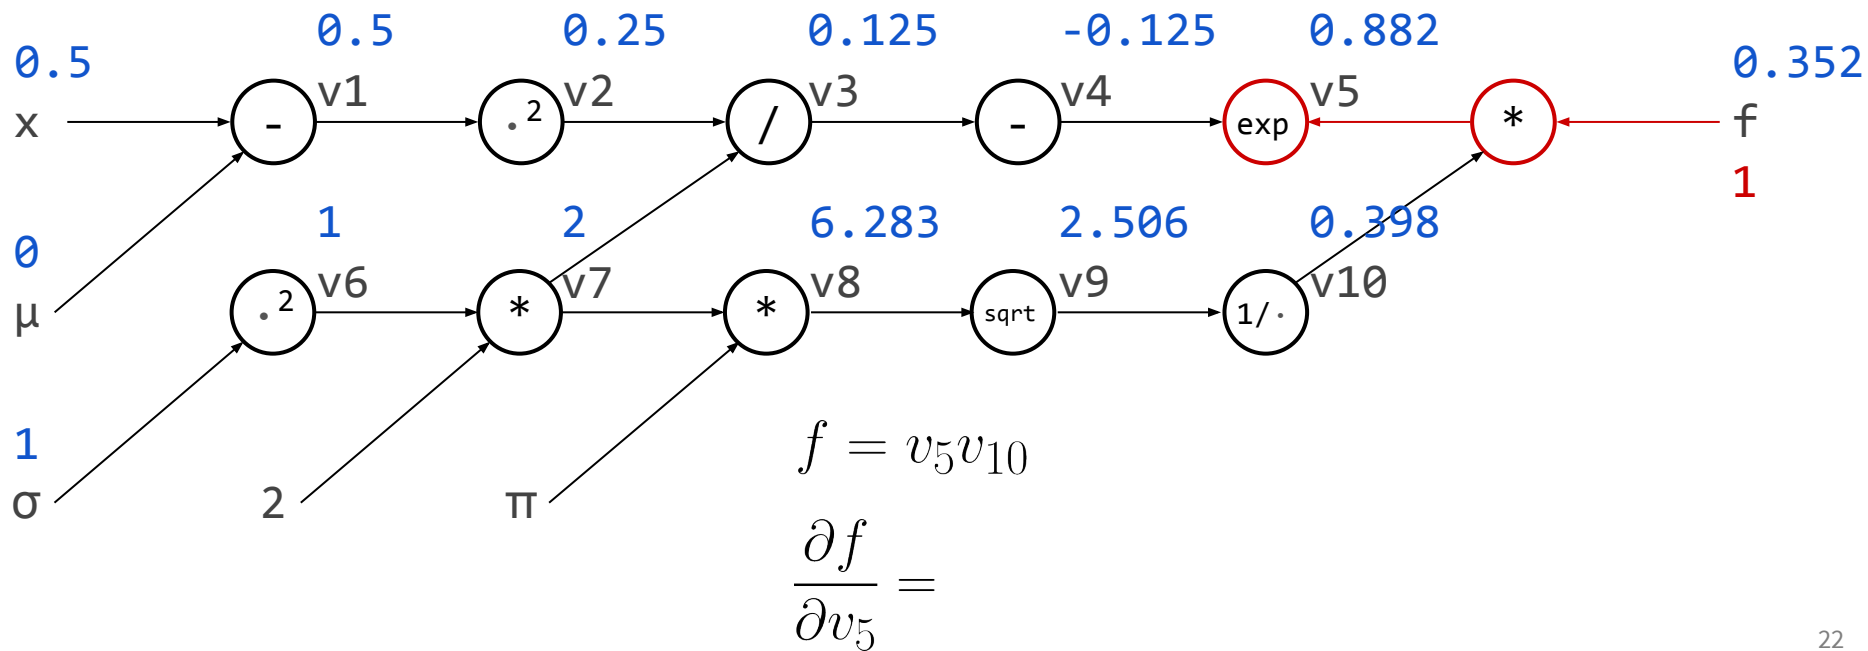 0.5 0.25 0.125 -0.125 0.882
0.5 0.352
v1 v2 v3 v4 v5
x - .² / - exp * f
1
1 2 6.283 2.506 0.398
0
v6 v7 v8 v9 v10
μ .² * * sqrt 1/·
1
σ 2 π
f = v₅v₁₀
∂f
=
∂v₅
22